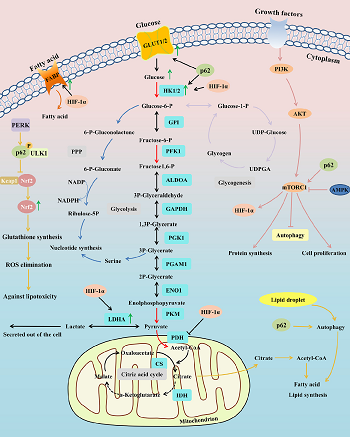 Glucose
Growth factors
Fatty acid
GLUT1/2
Cytoplasm
FABP
p62
PI3k
Glucose
HK1/2
HIF-1α
HIF-1α
Fatty acid
Glucose-6-P
Glucose-1-P
AKT
PERK
GPI
6-P-Gluconolactone
UDP-Glucose
P
p62
ULK1
Fructose-6-P
PPP
PFK1
Glycogen
p62
Keap1
Nrf2
6-P-Gluconate
Fructose1,6-P
UDPGA
mTORC1
AMPK
NADP
ALDOA
Glycogenesis
3P-Glyceraldehyde
Nrf2
NADPH
Ribulose-5P
Glycolysis
GAPDH
HIF-1α
1,3P-Glycerate
Glutathione synthesis
PGK1
Autophagy
Nucleotide synthesis
3P-Glycerate
Protein synthesis
Cell proliferation
Serine
PGAM1
ROS elimination
2P-Glycerate
ENO1
Against lipotoxicity
HIF-1α
Enolphosphopyruvate
Lipid droplet
LDHA
PKM
HIF-1α
Lactate
Pyruvate
p62
Autophagy
Secreted out of the cell
PDH
Acetyl-CoA
Oxaloacetate
CS
Citrate
Acetyl-CoA
Malate
Citric acid cycle
Citrate
Fatty acid
α-Ketoglutarate
IDH
Lipid synthesis
Mitochondrion